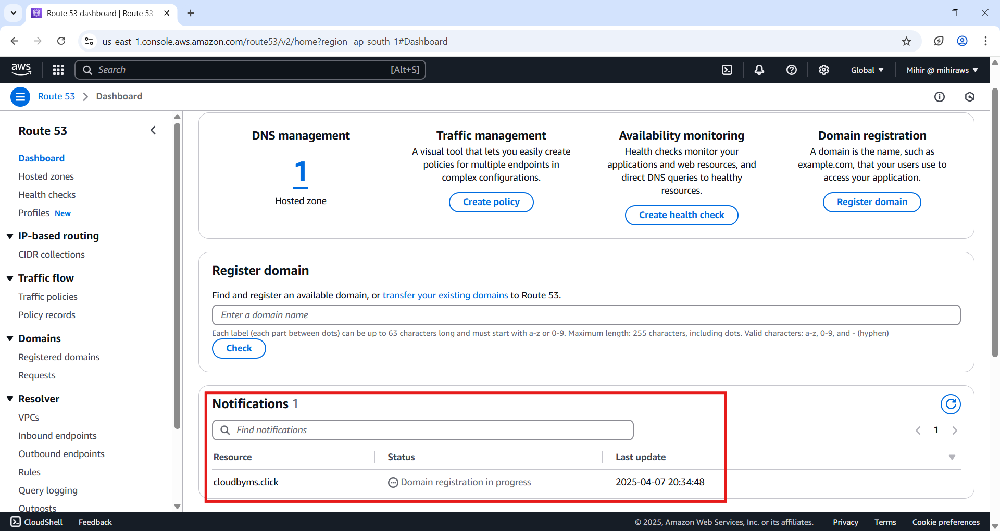 Route 53 dashboard | Route 53
us-east-1.console.aws.amazon.com/route53/v2/home?region=ap-south-1#Dashboard
aws
Search
[Alt+S]
Global
Mihir @ mihiraws
Route 53
Dashboard
Route 53
Dashboard
Hosted zones
Health checks
Profiles New
IP-based routing
CIDR collections
Traffic flow
Traffic policies
Policy records
Domains
Registered domains
Requests
Resolver
VPCs
Inbound endpoints
Outbound endpoints
Rules
Query logging
Outposts
DNS management
1
Hosted zone
Traffic management
A visual tool that lets you easily create
policies for multiple endpoints in
complex configurations.
Create policy
Availability monitoring
Health checks monitor your
applications and web resources, and
direct DNS queries to healthy
resources.
Create health check
Domain registration
A domain is the name, such as
example.com, that your users use to
access your application.
Register domain
Register domain
Find and register an available domain, or transfer your existing domains to Route 53.
Enter a domain name
Each label (each part between dots) can be up to 63 characters long and must start with a-z or 0-9. Maximum length: 255 characters, including dots. Valid characters: a-z, 0-9, and - (hyphen)
Check
Notifications 1
Find notifications
1
Resource
Status
Last update
cloudbyms.click
Domain registration in progress
2025-04-07 20:34:48
CloudShell
Feedback
© 2025, Amazon Web Services, Inc. or its affiliates.
Privacy
Terms
Cookie preferences